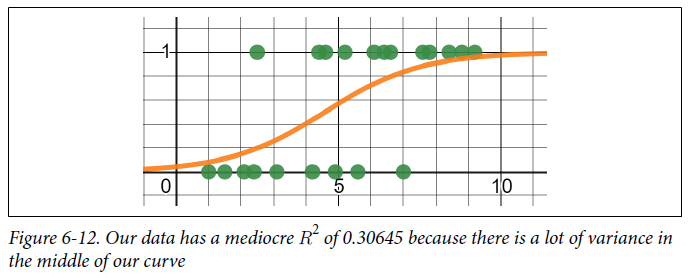 1
0
5
10
Figure 6-12. Our data has a mediocre R² of 0.30645 because there is a lot of variance in
the middle of our curve